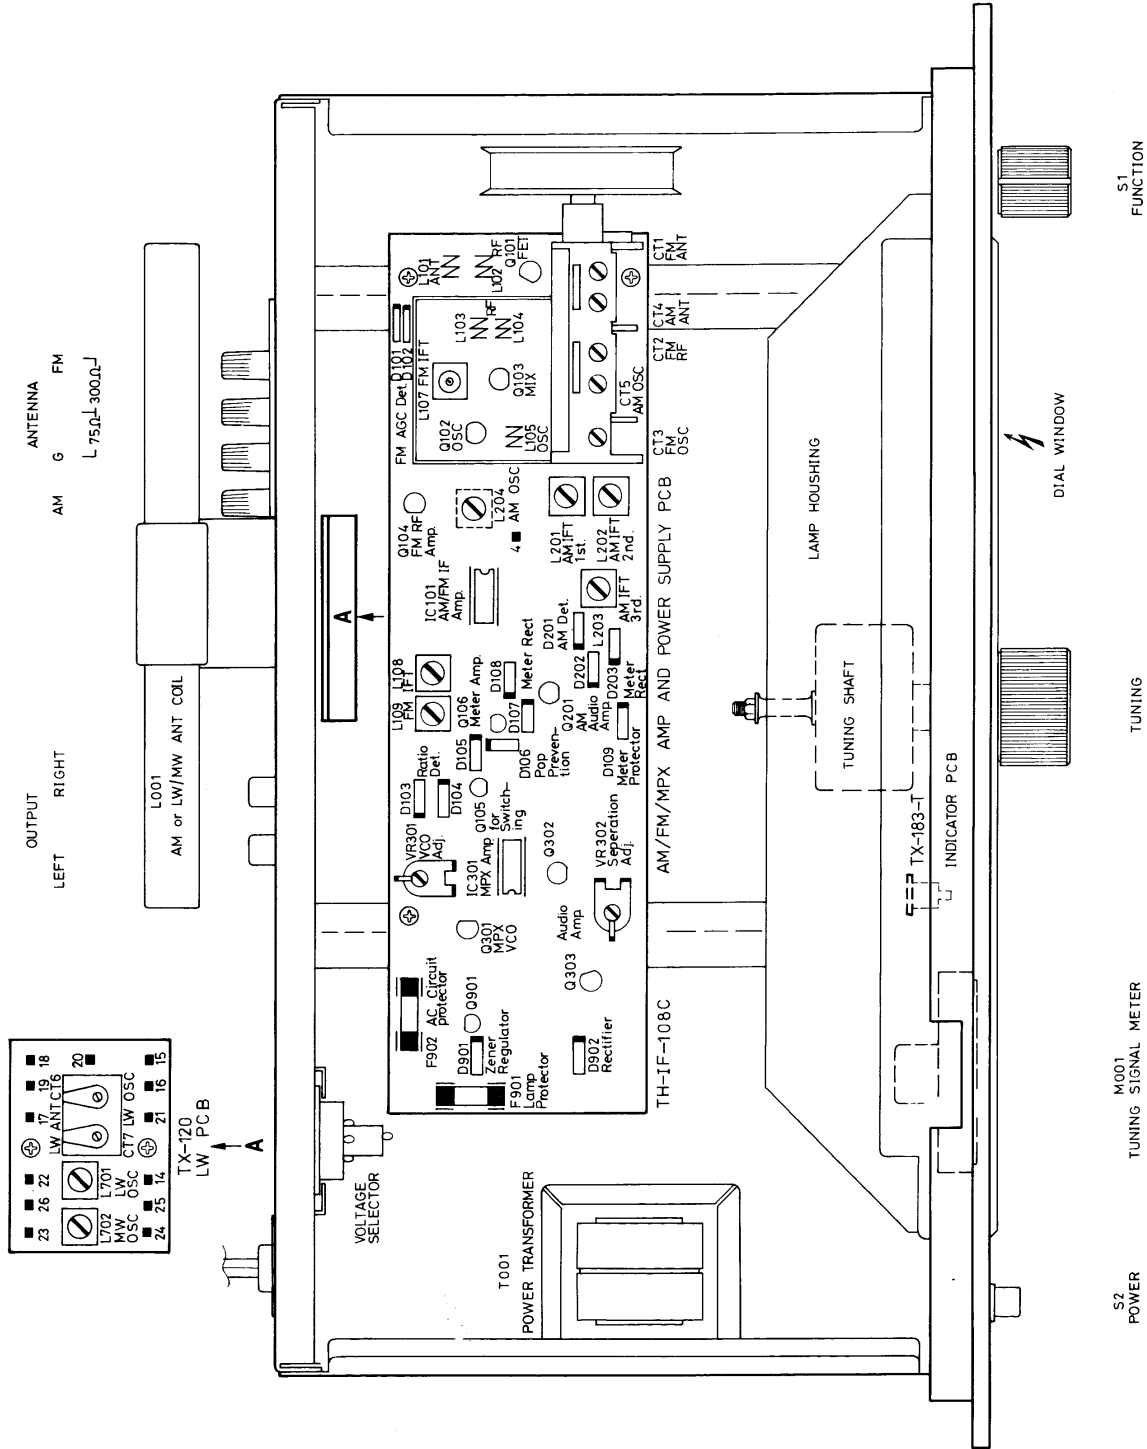 OUTPUT
LEFT RIGHT
ANTENNA
AM G FM
75Ω 300Ω
L001
AM or LW/MW ANT COIL
23 26 22 17 19 18
20
LW ANT CT6
L702
MW
OSC
L701
LW
OSC
CT7 LW OSC
24 25 14 21 16 15
TX-120
LW PCB
A
A
VOLTAGE
SELECTOR
T001
POWER TRANSFORMER
F902
AC Circuit
protector
D901
Zener
Regulator
Q901
F901
Lamp
Protector
D902
Rectifier
Q303
Audio
Amp.
Q302
Q301
MPX
VCO
VR301
VCO
Adj.
IC301
MPX Amp
VR302
Seperation
Adj.
D103
Ratio
Det.
D104
Q105
for
Switch-
ing
D105
D106
Pop
Preven-
tion
L109
FM
L108
IFT
Q106
Meter Amp.
D107
D108
Meter Rect
Q201
AM
Audio
Amp.
D109
Meter
Protector
D201
AM Det.
D202
D203
Meter
Rect
L203
AM IFT
3rd.
IC101
AM/FM IF
Amp.
Q104
FM RF
Amp.
L204
AM OSC
4
L201
AM IFT
1st.
L202
AM IFT
2nd.
FM AGC Det.
D101
D102
L107 FM IFT
Q102
OSC
Q103
MIX
L103
RF
L104
L105
OSC
L101
ANT
L102
RF
Q101
FET
CT5
AM OSC
CT3
FM
OSC
CT2
FM
RF
CT4
AM
ANT
CT1
FM
ANT
TH-IF-108C
AM/FM/MPX AMP AND POWER SUPPLY PCB
LAMP HOUSHING
TUNING SHAFT
TX-183-T
INDICATOR PCB
DIAL WINDOW
S2
POWER
M001
TUNING SIGNAL METER
TUNING
S1
FUNCTION